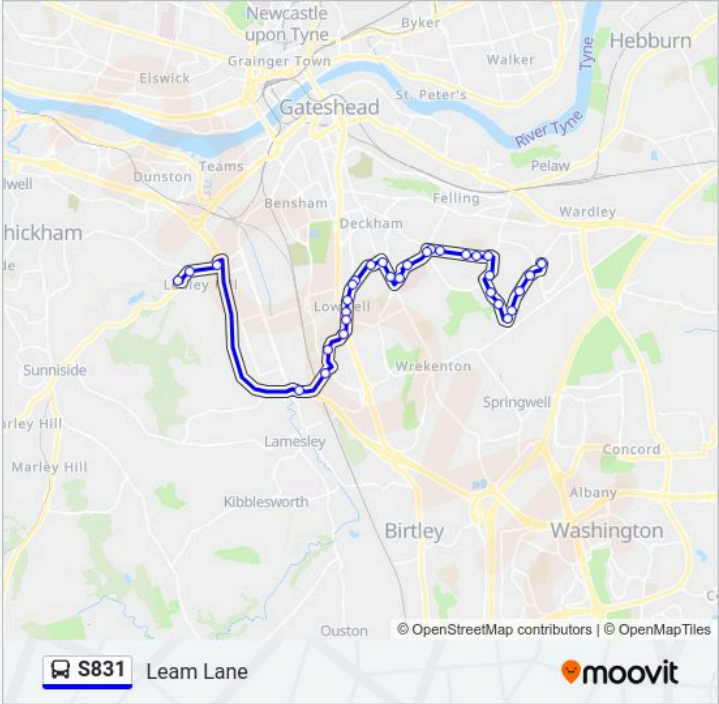 Newcastle
upon Tyne
Byker
Hebburn
Grainger Town
Walker
Tyne
Elswick
St. Peter's
Gateshead
River Tyne
Teams
Pelaw
Dunston
Felling
Bensham
Wardley
Deckham
hickham
Low
Wrekenton
Sunniside
Springwell
arley Hill
Lamesley
Concord
Marley Hill
Albany
Kibblesworth
Birtley
Washington
Ouston
© OpenStreetMap contributors | © OpenMapTiles
S831 Leam Lane
moovit